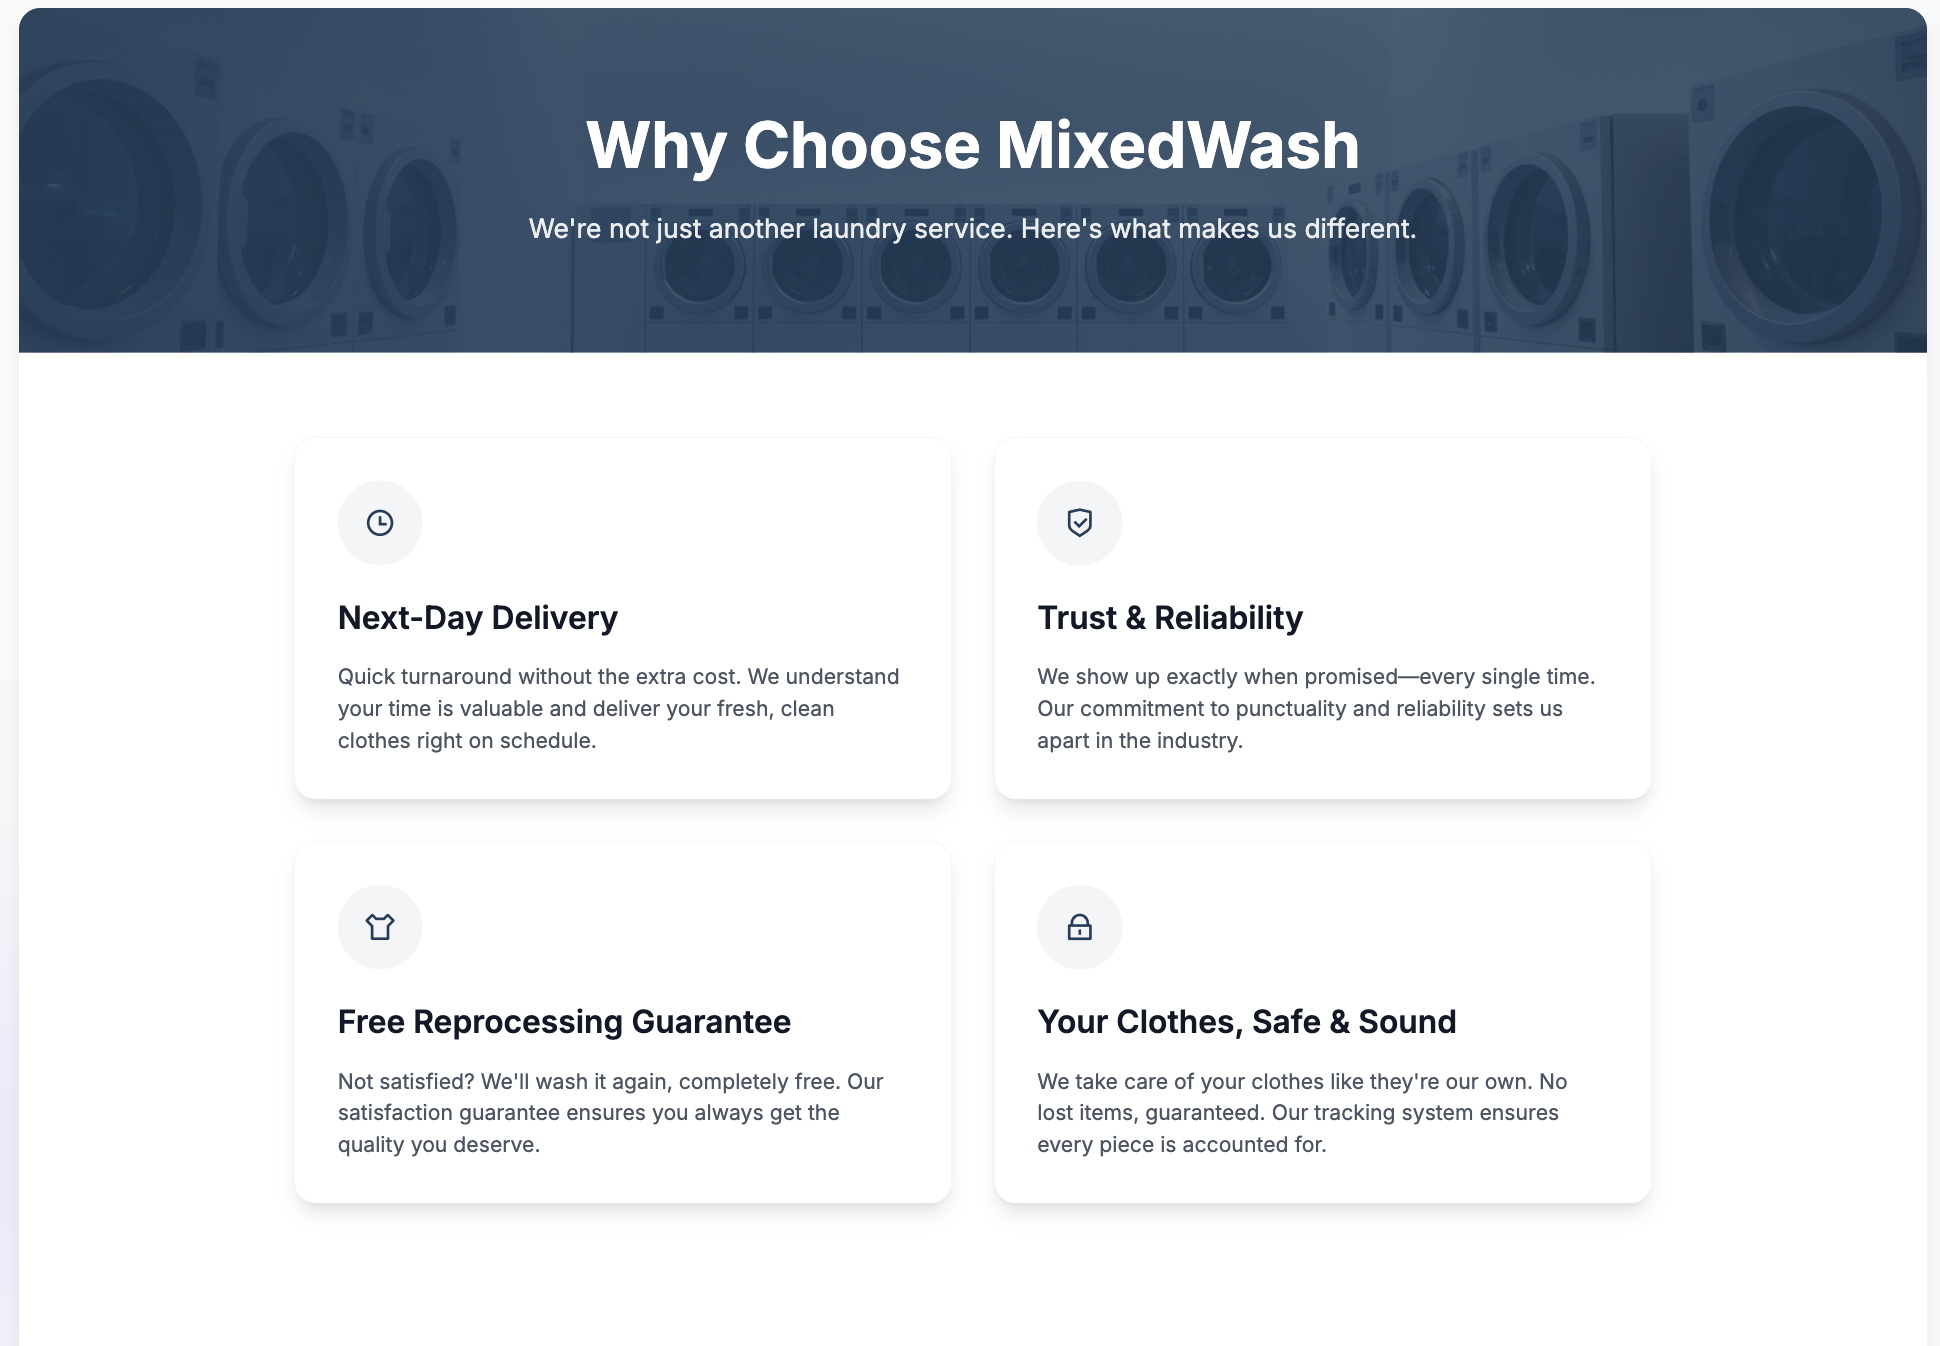 Why Choose MixedWash
We're not just another laundry service. Here's what makes us different.
Next-Day Delivery
Quick turnaround without the extra cost. We understand
your time is valuable and deliver your fresh, clean
clothes right on schedule.
Trust & Reliability
We show up exactly when promised—every single time.
Our commitment to punctuality and reliability sets us
apart in the industry.
Free Reprocessing Guarantee
Not satisfied? We'll wash it again, completely free. Our
satisfaction guarantee ensures you always get the
quality you deserve.
Your Clothes, Safe & Sound
We take care of your clothes like they're our own. No
lost items, guaranteed. Our tracking system ensures
every piece is accounted for.